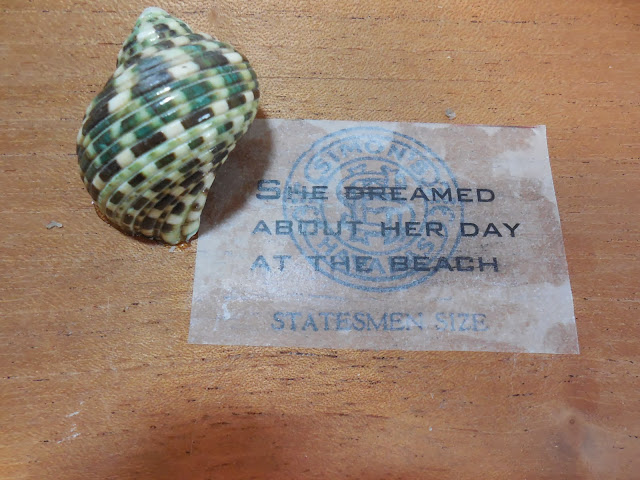 SHE DREAMED
ABOUT HER DAY
AT THE BEACH
STATESMEN SIZE